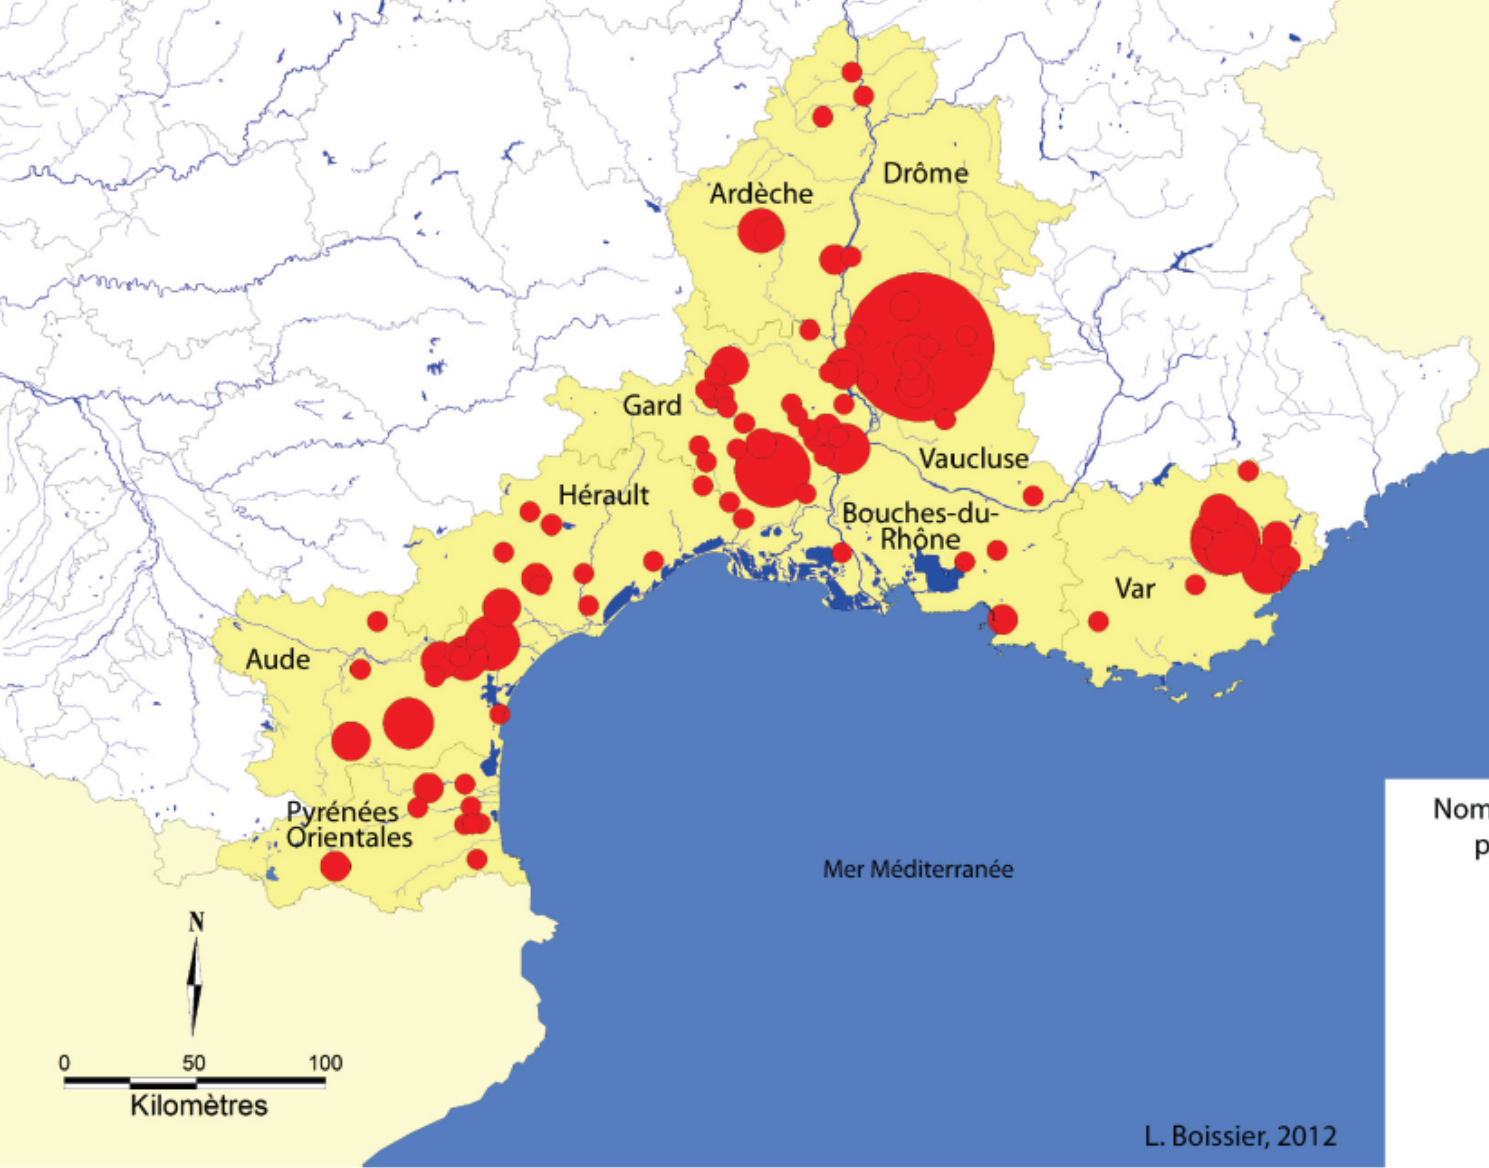 Drôme
Ardèche
Gard
Vaucluse
Hérault
Bouches-du-
Rhône
Var
Aude
Pyrénées
Orientales
Mer Méditerranée
N
0 50 100
Kilomètres
L. Boissier, 2012